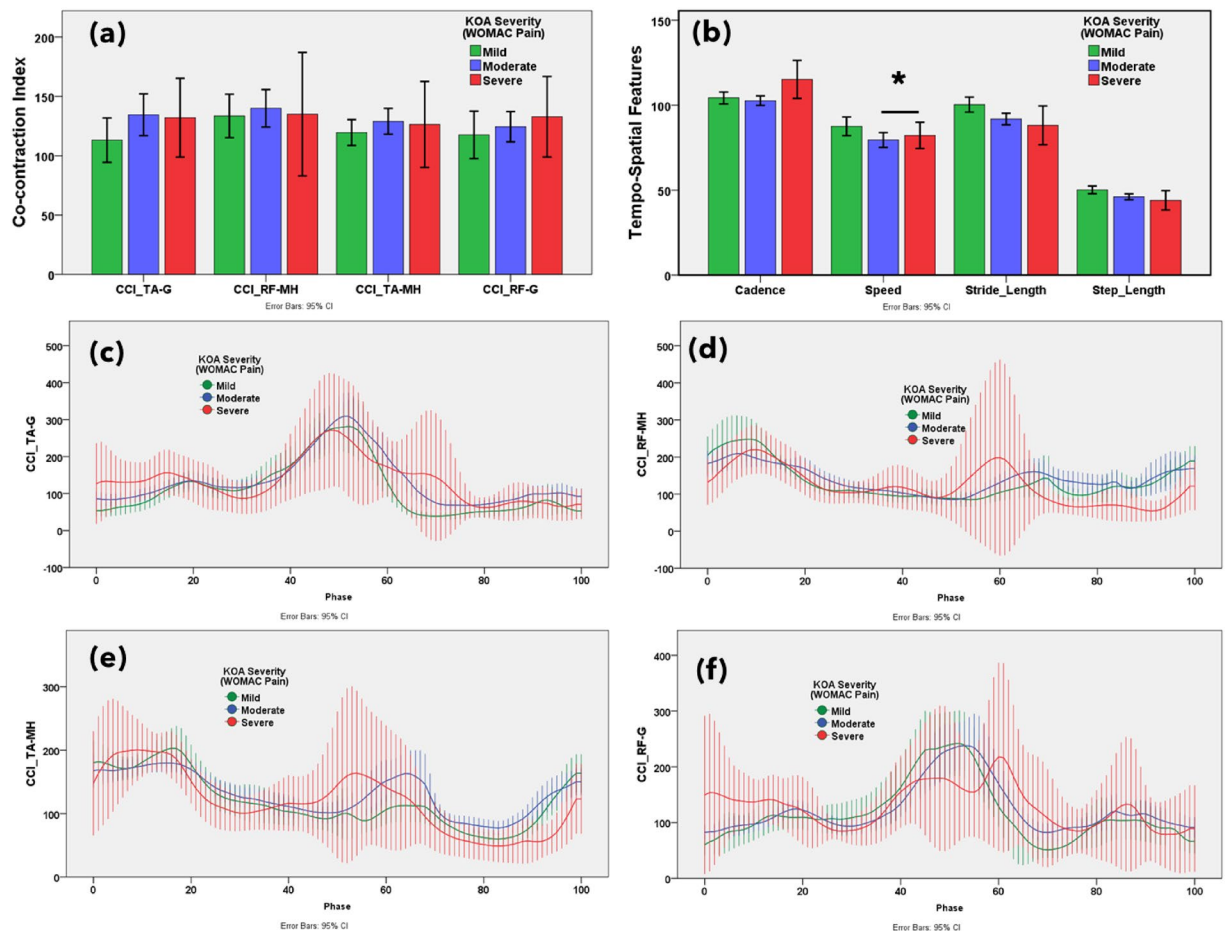 (a)
KOA Severity
(WOMAC Pain)
Mild
Moderate
Severe
Co-contraction Index
200
150
100
50
0
CCI_TA-G
CCI_RF-MH
CCI_TA-MH
CCI_RF-G
Error Bars: 95% CI
(b)
KOA Severity
(WOMAC Pain)
Mild
Moderate
Severe
*
Tempo-Spatial Features
150
100
50
0
Cadence
Speed
Stride_Length
Step_Length
Error Bars: 95% CI
(c)
KOA Severity
(WOMAC Pain)
Mild
Moderate
Severe
CCI_TA-G
500
400
300
200
100
0
-100
0 20 40 60 80 100
Phase
Error Bars: 95% CI
(d)
KOA Severity
(WOMAC Pain)
Mild
Moderate
Severe
CCI_RF-MH
500
400
300
200
100
0
-100
0 20 40 60 80 100
Phase
Error Bars: 95% CI
(e)
KOA Severity
(WOMAC Pain)
Mild
Moderate
Severe
CCI_TA-MH
300
200
100
0
0 20 40 60 80 100
Phase
Error Bars: 95% CI
(f)
KOA Severity
(WOMAC Pain)
Mild
Moderate
Severe
CCI_RF-G
400
300
200
100
0
0 20 40 60 80 100
Phase
Error Bars: 95% CI